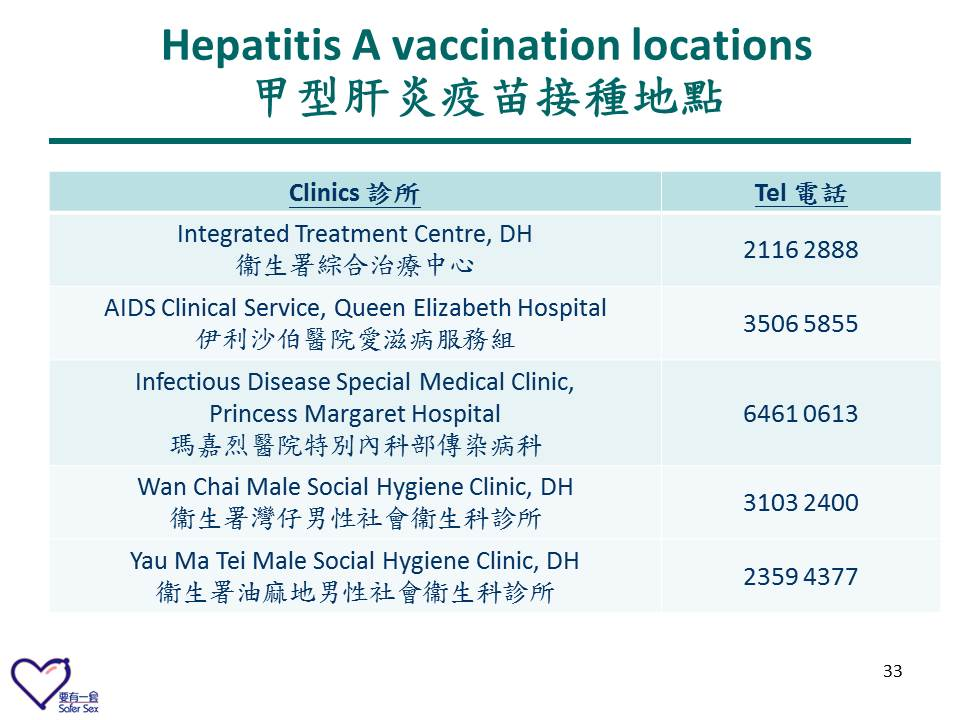 Hepatitis A vaccination locations
甲型肝炎疫苗接種地點
Clinics 診所
Tel 電話
Integrated Treatment Centre, DH
衞生署綜合治療中心
2116 2888
AIDS Clinical Service, Queen Elizabeth Hospital
伊利沙伯醫院愛滋病服務組
3506 5855
Infectious Disease Special Medical Clinic,
Princess Margaret Hospital
瑪嘉烈醫院特別內科部傳染病科
6461 0613
Wan Chai Male Social Hygiene Clinic, DH
衞生署灣仔男性社會衞生科診所
3103 2400
Yau Ma Tei Male Social Hygiene Clinic, DH
衞生署油麻地男性社會衞生科診所
2359 4377
要有一套
Safer Sex
33